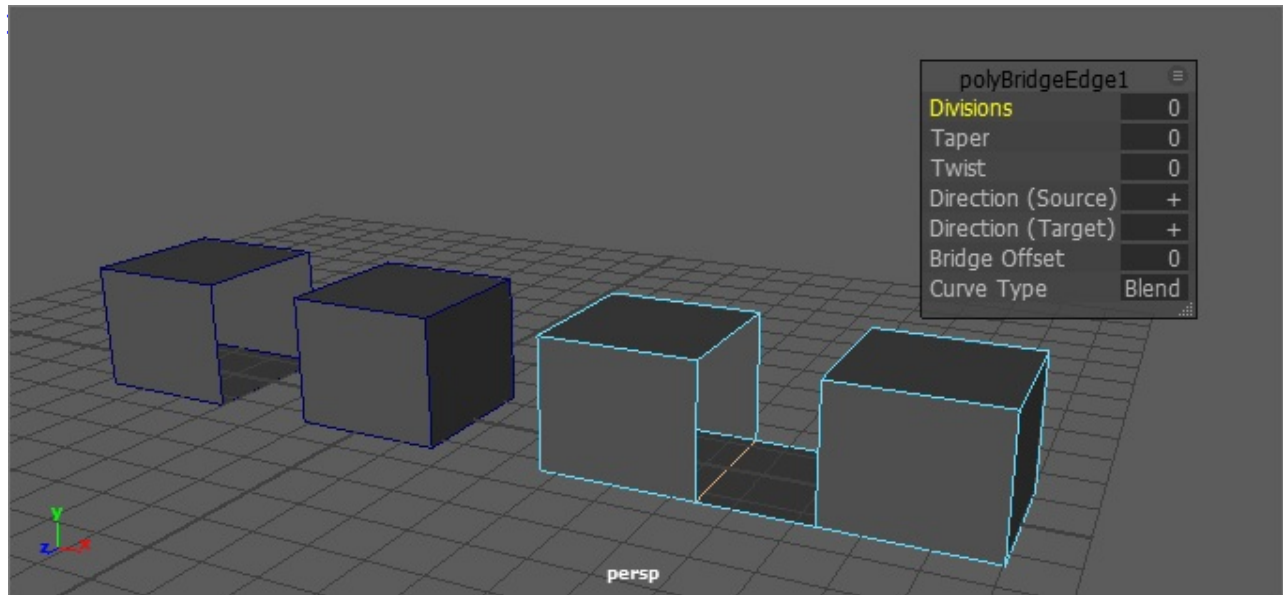 polyBridgeEdge1
Divisions 0
Taper 0
Twist 0
Direction (Source) +
Direction (Target) +
Bridge Offset 0
Curve Type Blend
y
z x
persp